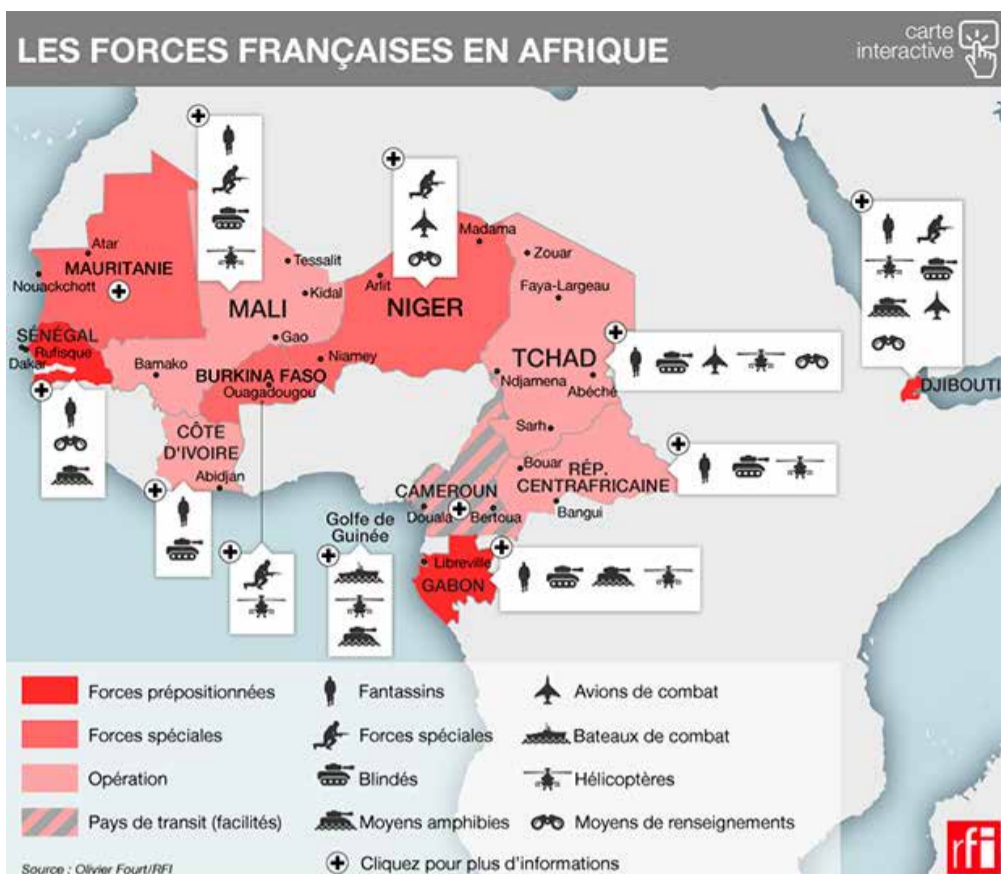 LES FORCES FRANÇAISES EN AFRIQUE
carte
interactive
Atar
MAURITANIE
Nouackchott
Tessalit
Kidal
MALI
Gao
Madama
Arlit
NIGER
Niamey
Zouar
Faya-Largeau
TCHAD
Ndjamena
Abéché
Sarh
SÉNÉGAL
Rufisque
Dakar
Bamako
BURKINA FASO
Ouagadougou
CÔTE
D'IVOIRE
Abidjan
DJIBOUTI
Bouar
RÉP.
CENTRAFRICAINE
Bangui
CAMEROUN
Douala
Bertoua
Golfe de
Guinée
Libreville
GABON
Forces prépositionnées
Forces spéciales
Opération
Pays de transit (facilités)
Fantassins
Forces spéciales
Blindés
Moyens amphibies
Avions de combat
Bateaux de combat
Hélicoptères
Moyens de renseignements
Cliquez pour plus d'informations
Source : Olivier Fourt/RFI
rfi